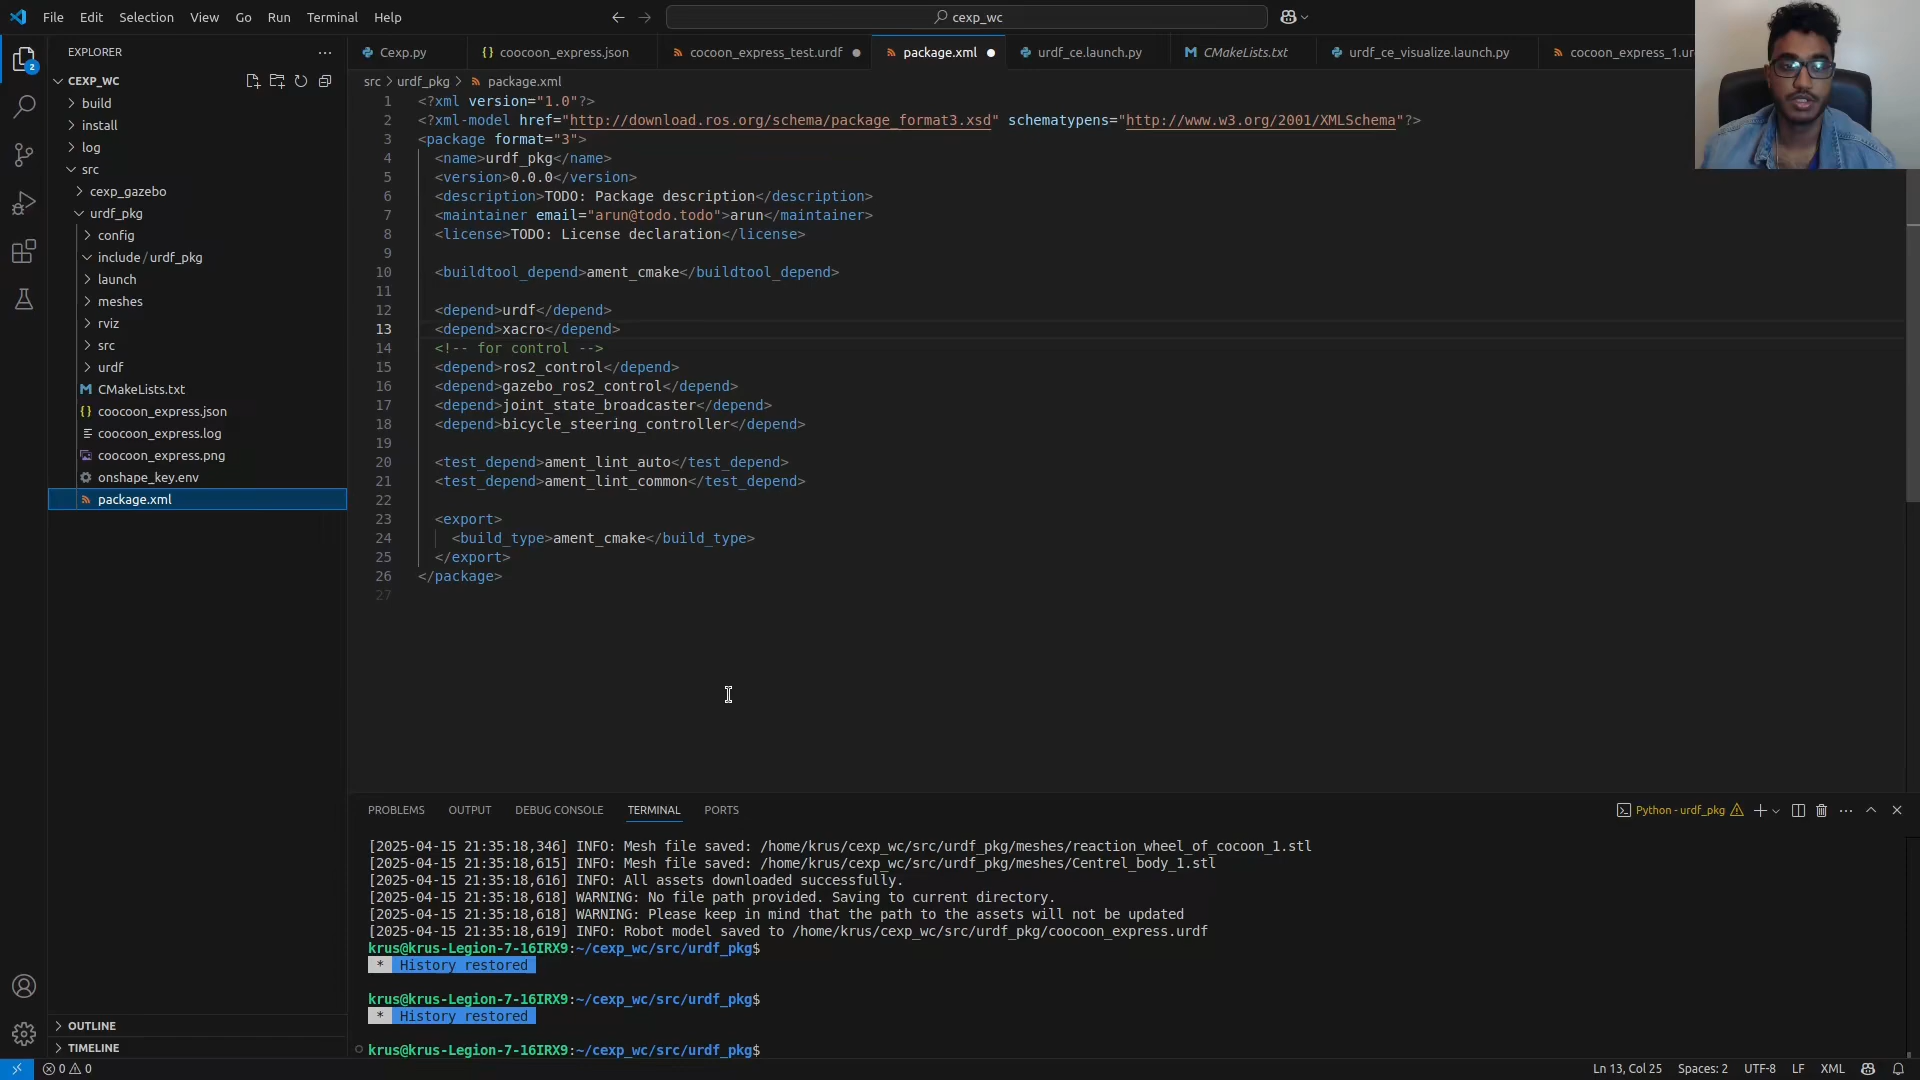 File Edit Selection View Go Run Terminal Help
cexp_wc
EXPLORER
Cexp.py
coocoon_express.json
cocoon_express_test.urdf
package.xml
urdf_ce.launch.py
CMakeLists.txt
urdf_ce_visualize.launch.py
cocoon_express_1.ur
CEXP_WC
build
install
log
src
cexp_gazebo
urdf_pkg
config
include/urdf_pkg
launch
meshes
rviz
src
urdf
CMakeLists.txt
coocoon_express.json
coocoon_express.log
coocoon_express.png
onshape_key.env
package.xml
OUTLINE
TIMELINE
2
src > urdf_pkg > package.xml
1 <?xml version="1.0"?>
2 <?xml-model href="http://download.ros.org/schema/package_format3.xsd" schematypens="http://www.w3.org/2001/XMLSchema"?>
3 <package format="3">
4 <name>urdf_pkg</name>
5 <version>0.0.0</version>
6 <description>TODO: Package description</description>
7 <maintainer email="arun@todo.todo">arun</maintainer>
8 <license>TODO: License declaration</license>
9
10 <buildtool_depend>ament_cmake</buildtool_depend>
11
12 <depend>urdf</depend>
13 <depend>xacro</depend>
14 <!-- for control -->
15 <depend>ros2_control</depend>
16 <depend>gazebo_ros2_control</depend>
17 <depend>joint_state_broadcaster</depend>
18 <depend>bicycle_steering_controller</depend>
19
20 <test_depend>ament_lint_auto</test_depend>
21 <test_depend>ament_lint_common</test_depend>
22
23 <export>
24 <build_type>ament_cmake</build_type>
25 </export>
26 </package>
27
PROBLEMS OUTPUT DEBUG CONSOLE TERMINAL PORTS
Python - urdf_pkg
[2025-04-15 21:35:18,346] INFO: Mesh file saved: /home/krus/cexp_wc/src/urdf_pkg/meshes/reaction_wheel_of_cocoon_1.stl
[2025-04-15 21:35:18,615] INFO: Mesh file saved: /home/krus/cexp_wc/src/urdf_pkg/meshes/Centrel_body_1.stl
[2025-04-15 21:35:18,616] INFO: All assets downloaded successfully.
[2025-04-15 21:35:18,618] WARNING: No file path provided. Saving to current directory.
[2025-04-15 21:35:18,618] WARNING: Please keep in mind that the path to the assets will not be updated
[2025-04-15 21:35:18,619] INFO: Robot model saved to /home/krus/cexp_wc/src/urdf_pkg/coocoon_express.urdf
krus@krus-Legion-7-16IRX9:~/cexp_wc/src/urdf_pkg$
* History restored
krus@krus-Legion-7-16IRX9:~/cexp_wc/src/urdf_pkg$
* History restored
krus@krus-Legion-7-16IRX9:~/cexp_wc/src/urdf_pkg$
0 0
Ln 13, Col 25 Spaces: 2 UTF-8 LF XML